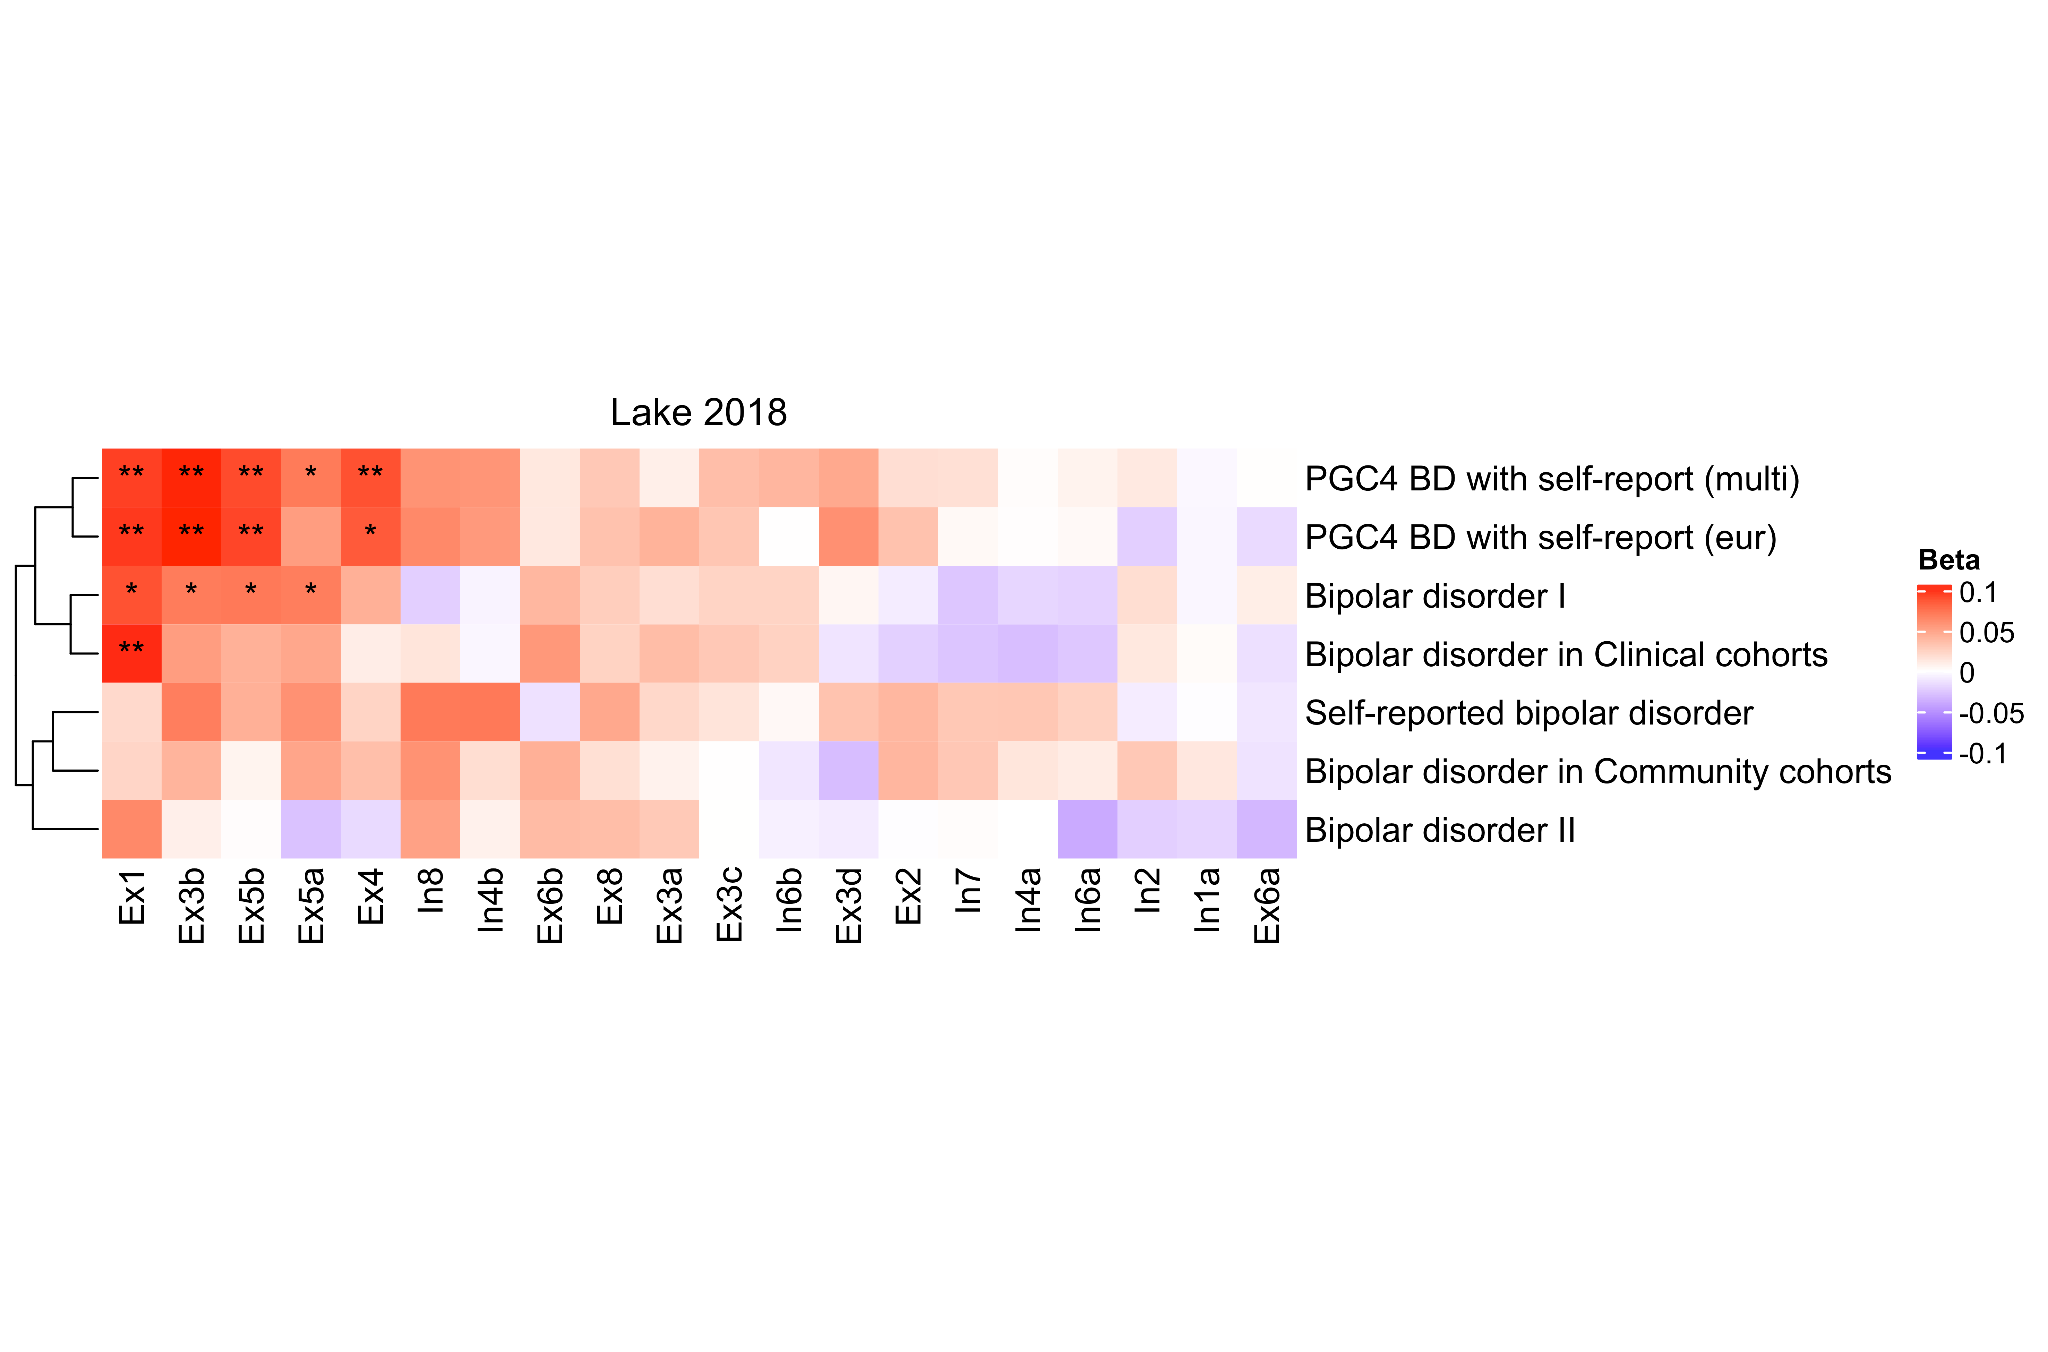 Lake 2018
** ** ** * ** PGC4 BD with self-report (multi)
** ** ** * PGC4 BD with self-report (eur)
* * * * Bipolar disorder I
** Bipolar disorder in Clinical cohorts
Self-reported bipolar disorder
Bipolar disorder in Community cohorts
Bipolar disorder II
Ex1 Ex3b Ex5b Ex5a Ex4 In8 In4b Ex6b Ex8 Ex3a Ex3c In6b Ex3d Ex2 In7 In4a In6a In2 In1a Ex6a
Beta
0.1
0.05
0
-0.05
-0.1